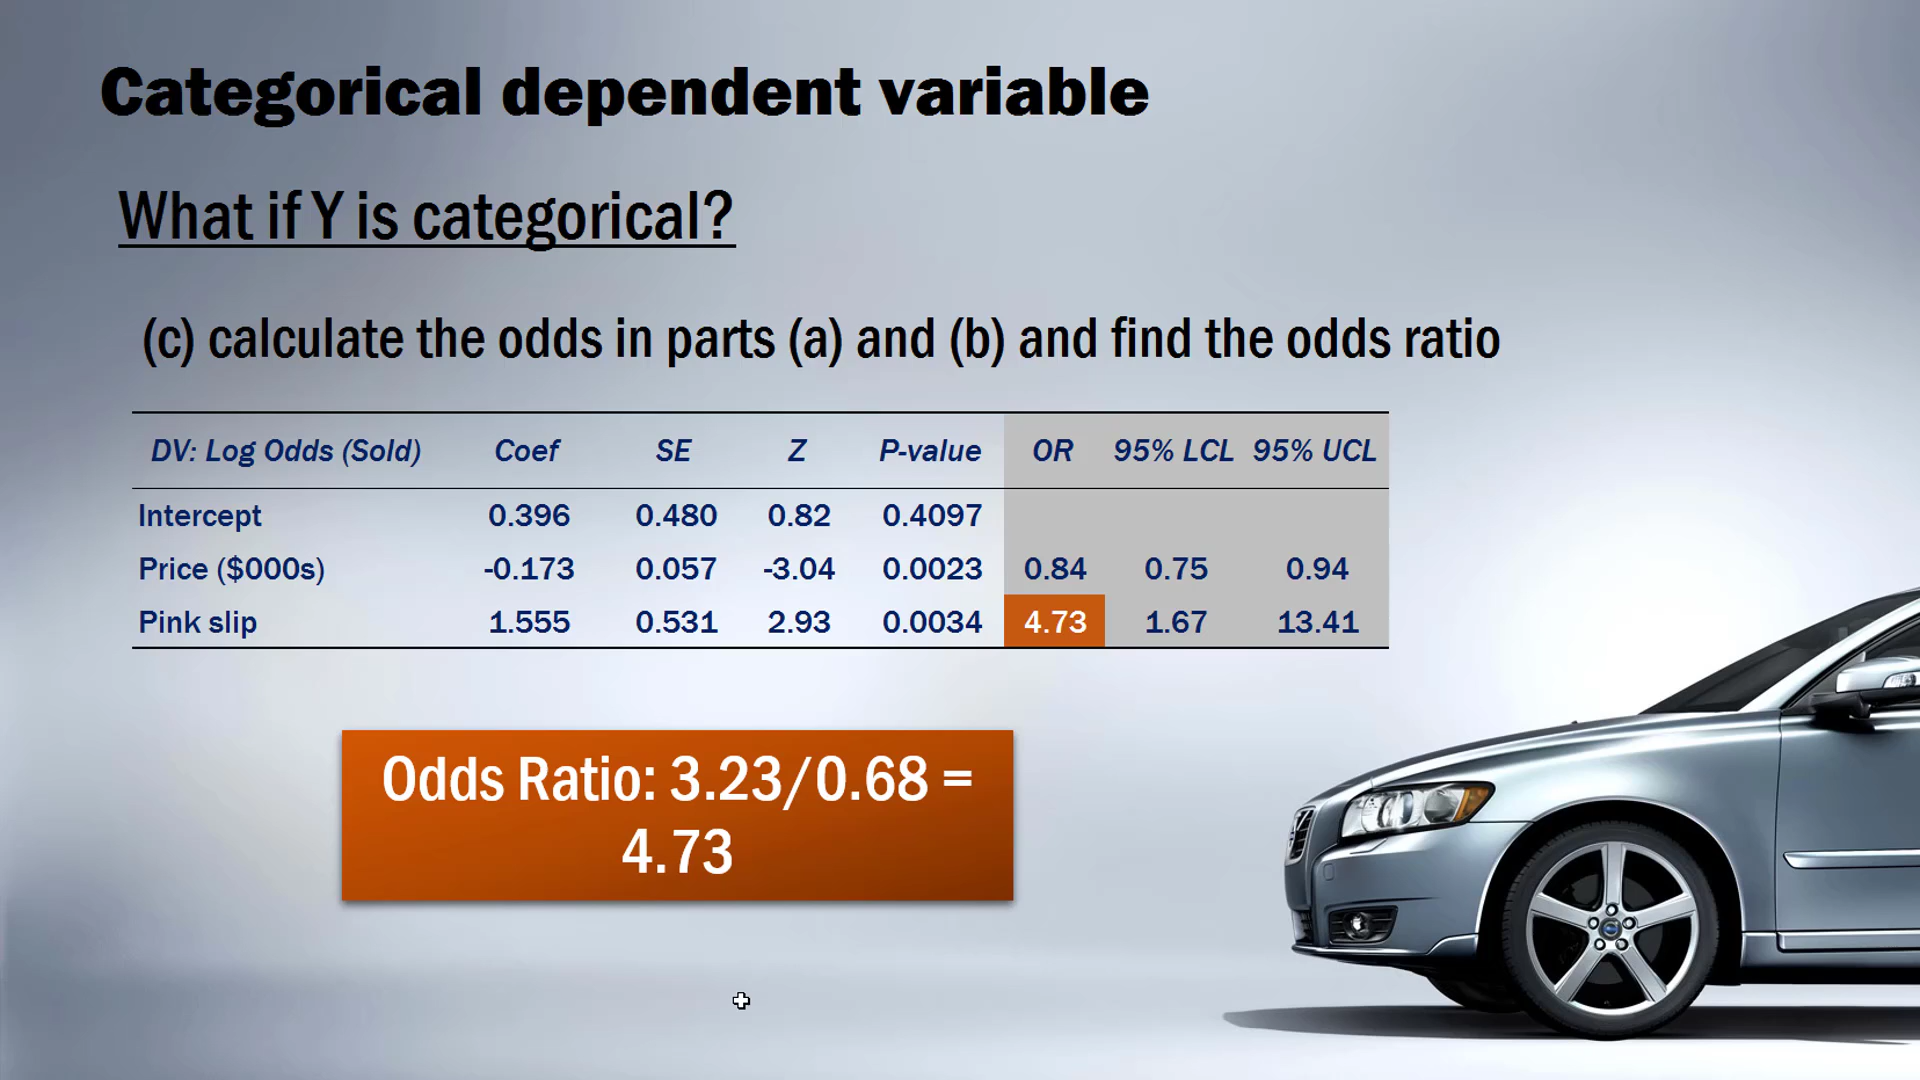 Categorical dependent variable
What if Y is categorical?
(c) calculate the odds in parts (a) and (b) and find the odds ratio
DV: Log Odds (Sold) Coef SE Z P-value OR 95% LCL 95% UCL
Intercept 0.396 0.480 0.82 0.4097
Price ($000s) -0.173 0.057 -3.04 0.0023 0.84 0.75 0.94
Pink slip 1.555 0.531 2.93 0.0034 4.73 1.67 13.41
Odds Ratio: 3.23/0.68 =
4.73